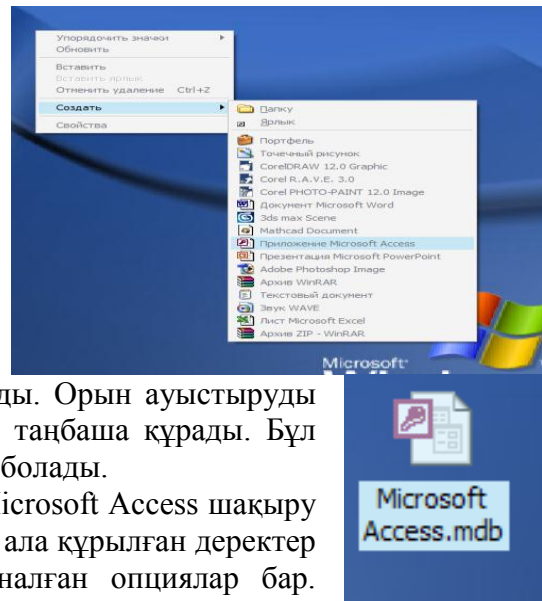 Упорядочить значки
Обновить
Вставить
Вставить ярлык
Отменить удаление Ctrl+Z
Создать
Свойства
Папку
Ярлык
Портфель
Точечный рисунок
CorelDRAW 12.0 Graphic
Corel R.A.V.E. 3.0
Corel PHOTO-PAINT 12.0 Image
Документ Microsoft Word
3ds max Scene
Mathcad Document
Приложение Microsoft Access
Презентация Microsoft PowerPoint
Adobe Photoshop Image
Архив WinRAR
Текстовый документ
Звук WAVE
Лист Microsoft Excel
Архив ZIP - WinRAR
Microsoft
ды. Орын ауыстыруды
таңбаша құрады. Бұл
болады.
Microsoft Access шақыру
ала құрылған деректер
налған опциялар бар.
Microsoft
Access.mdb